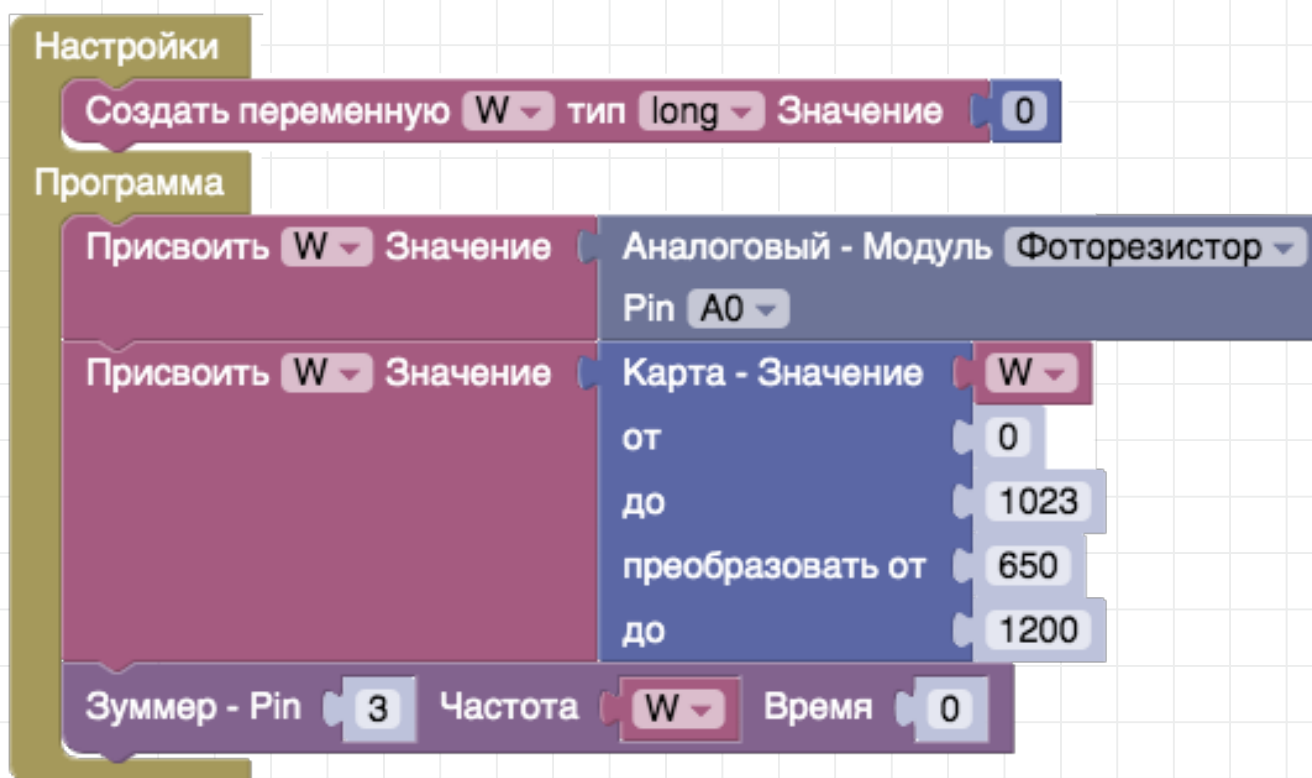 Настройки
Создать переменную W тип long Значение 0
Программа
Присвоить W Значение Аналоговый - Модуль Фоторезистор
Pin A0
Присвоить W Значение Карта - Значение W
от 0
до 1023
преобразовать от 650
до 1200
Зуммер - Pin 3 Частота W Время 0